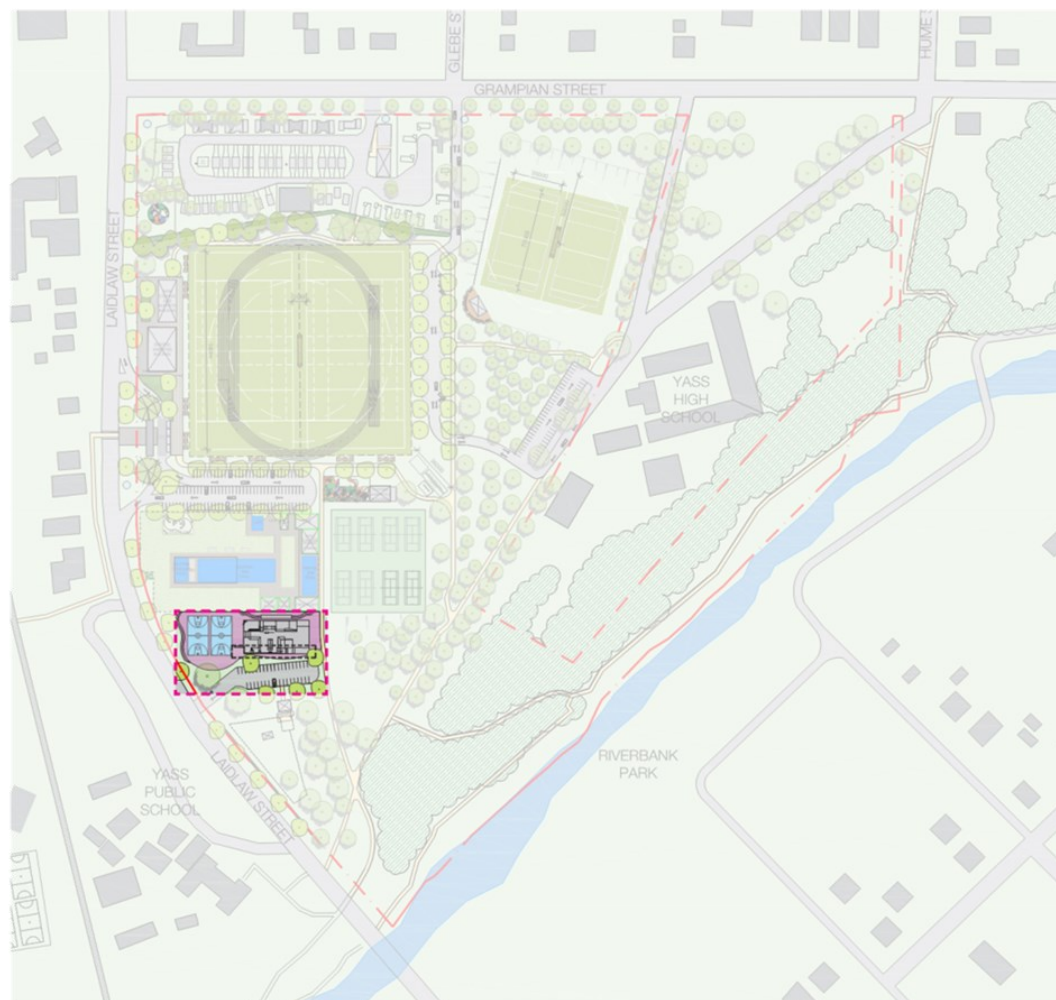 GLEBE S
HUME S
GRAMPIAN STREET
LAIDLAW STREET
YASS
HIGH
SCHOOL
RIVERBANK
PARK
YASS
PUBLIC
SCHOOL
LAIDLAW STREET